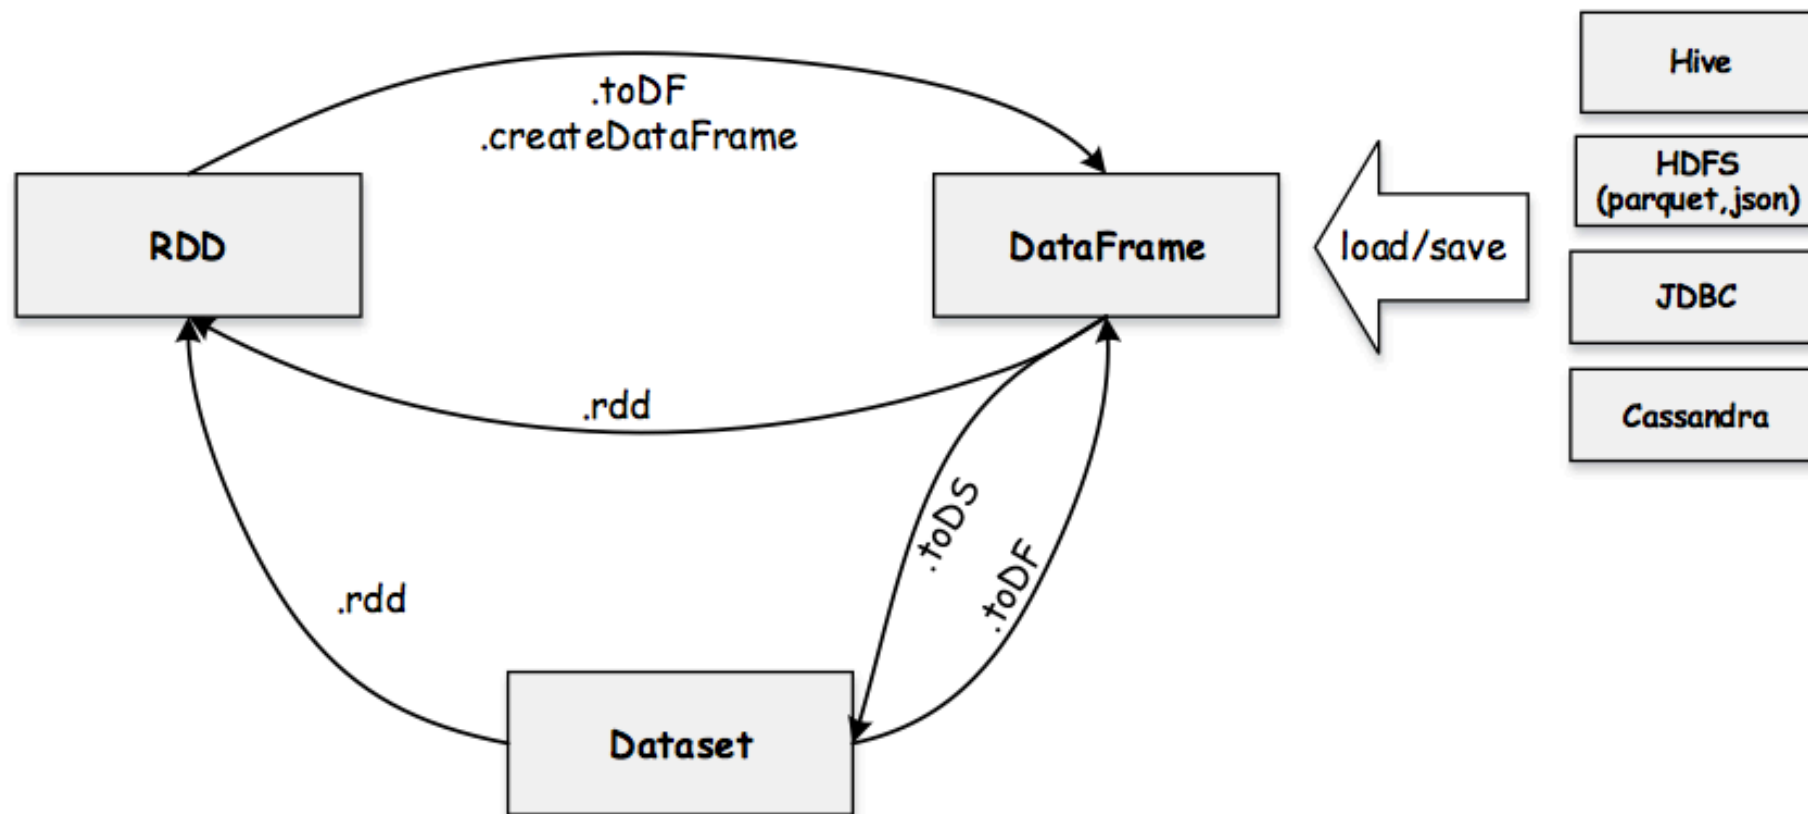 .toDF
.createDataFrame
RDD
DataFrame
load/save
Hive
HDFS
(parquet,json)
JDBC
Cassandra
.rdd
.toDS
.toDF
.rdd
Dataset